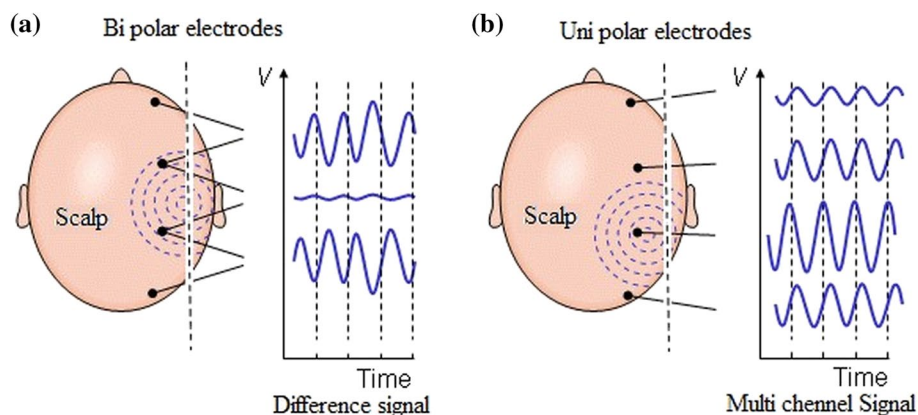 (a)
Bi polar electrodes
V
Scalp
Time
Difference signal
(b)
Uni polar electrodes
V
Scalp
Time
Multi chennel Signal